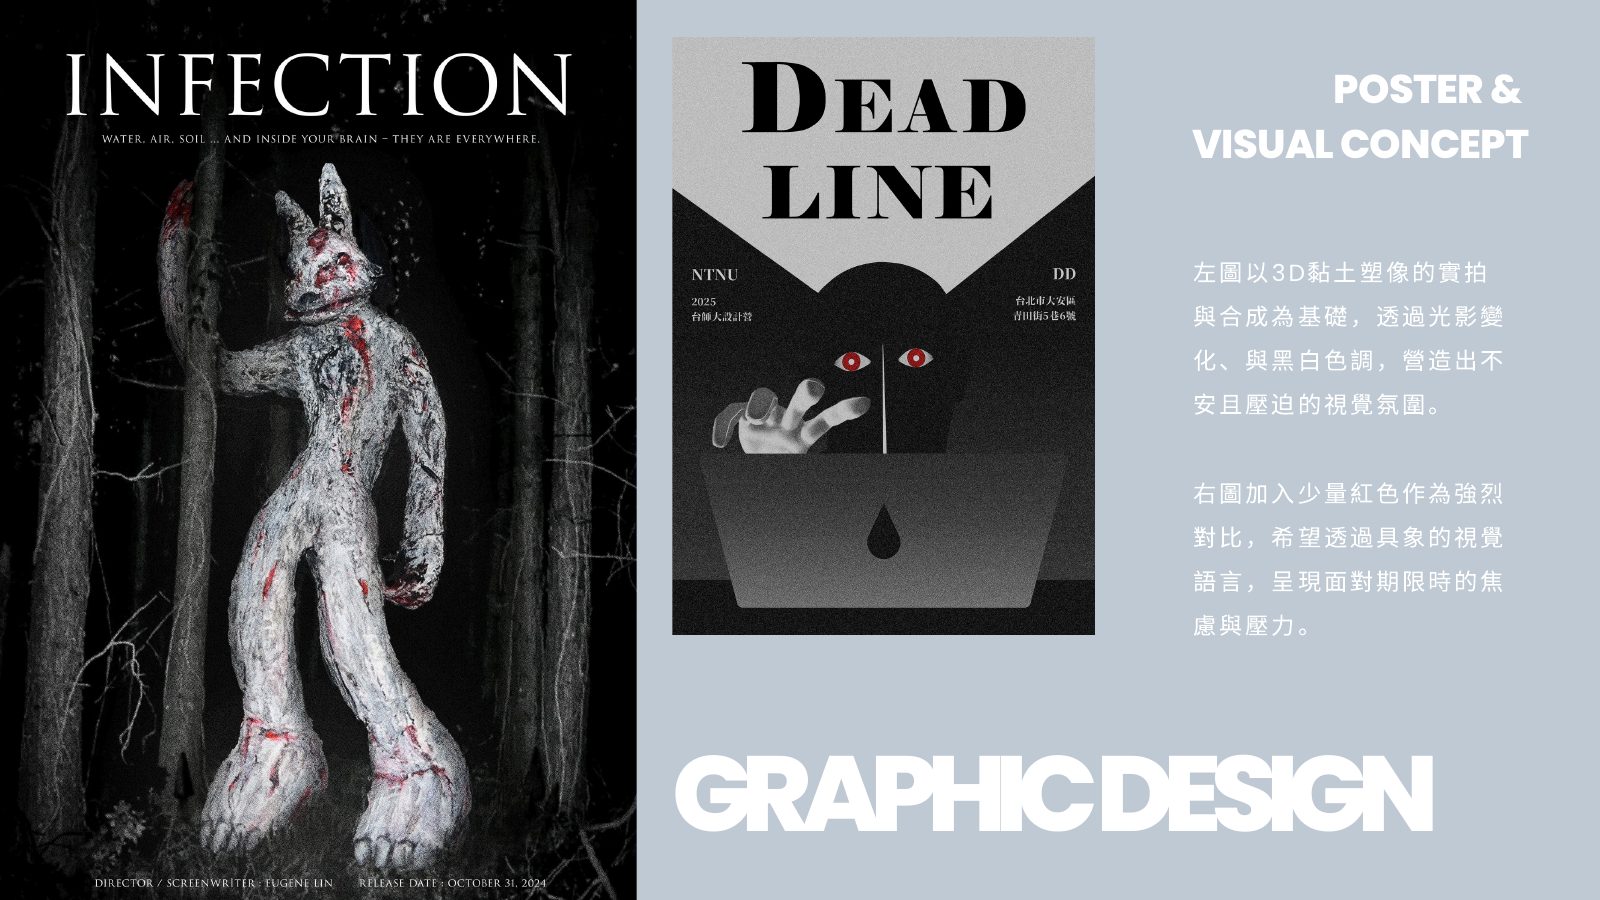 INFECTION
WATER, AIR, SOIL ... AND INSIDE YOUR BRAIN – THEY ARE EVERYWHERE.
DIRECTOR / SCREENWRITER : EUGENE LIN RELEASE DATE : OCTOBER 31, 2024
DEAD
LINE
NTNU
2025
台師大設計營
DD
台北市大安區
青田街5巷6號
POSTER &
VISUAL CONCEPT
左圖以3D黏土塑像的實拍
與合成為基礎，透過光影變
化、與黑白色調，營造出不
安且壓迫的視覺氛圍。
右圖加入少量紅色作為強烈
對比，希望透過具象的視覺
語言，呈現面對期限時的焦
慮與壓力。
GRAPHIC DESIGN